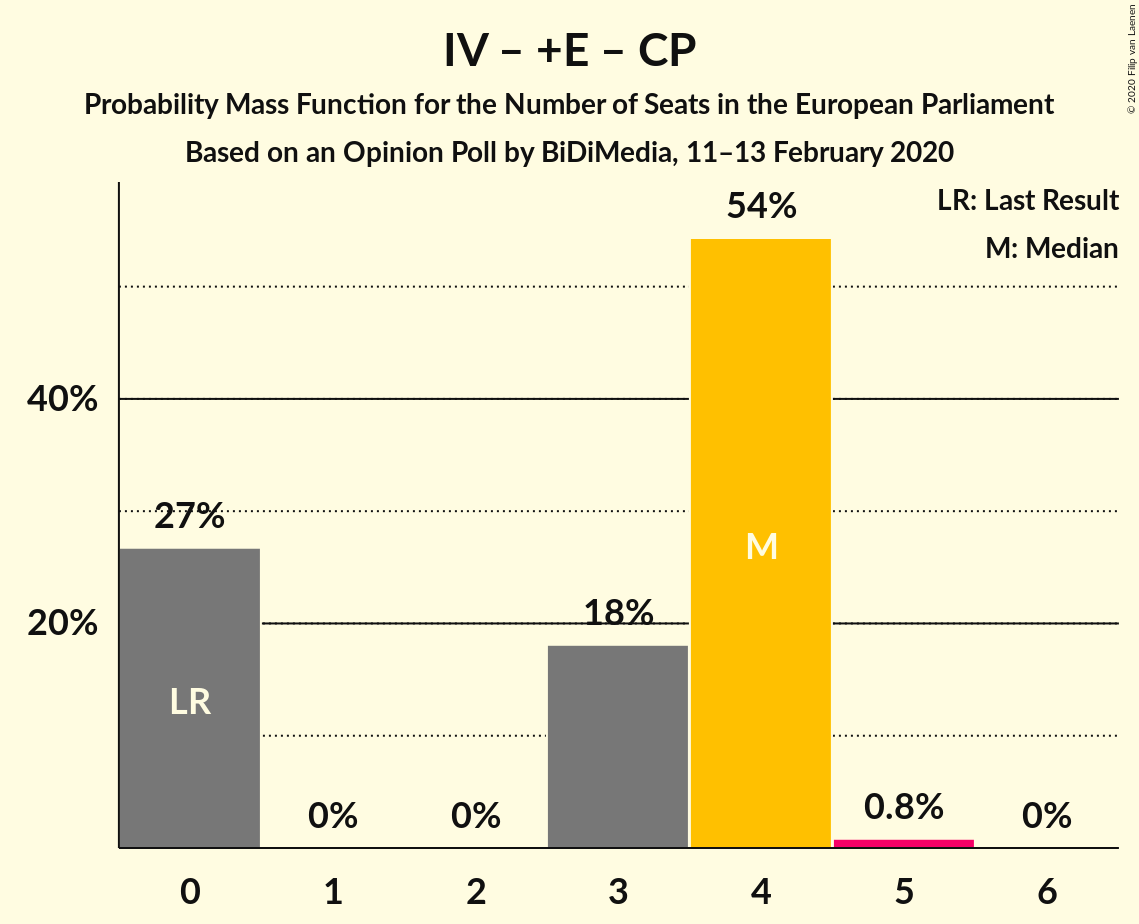 IV – +E – CP
Probability Mass Function for the Number of Seats in the European Parliament
Based on an Opinion Poll by BiDiMedia, 11–13 February 2020
© 2020 Filip van Laenen
LR: Last Result
M: Median
54%
40%
27%
M
18%
20%
LR
0%
0%
0.8%
0%
0 1 2 3 4 5 6